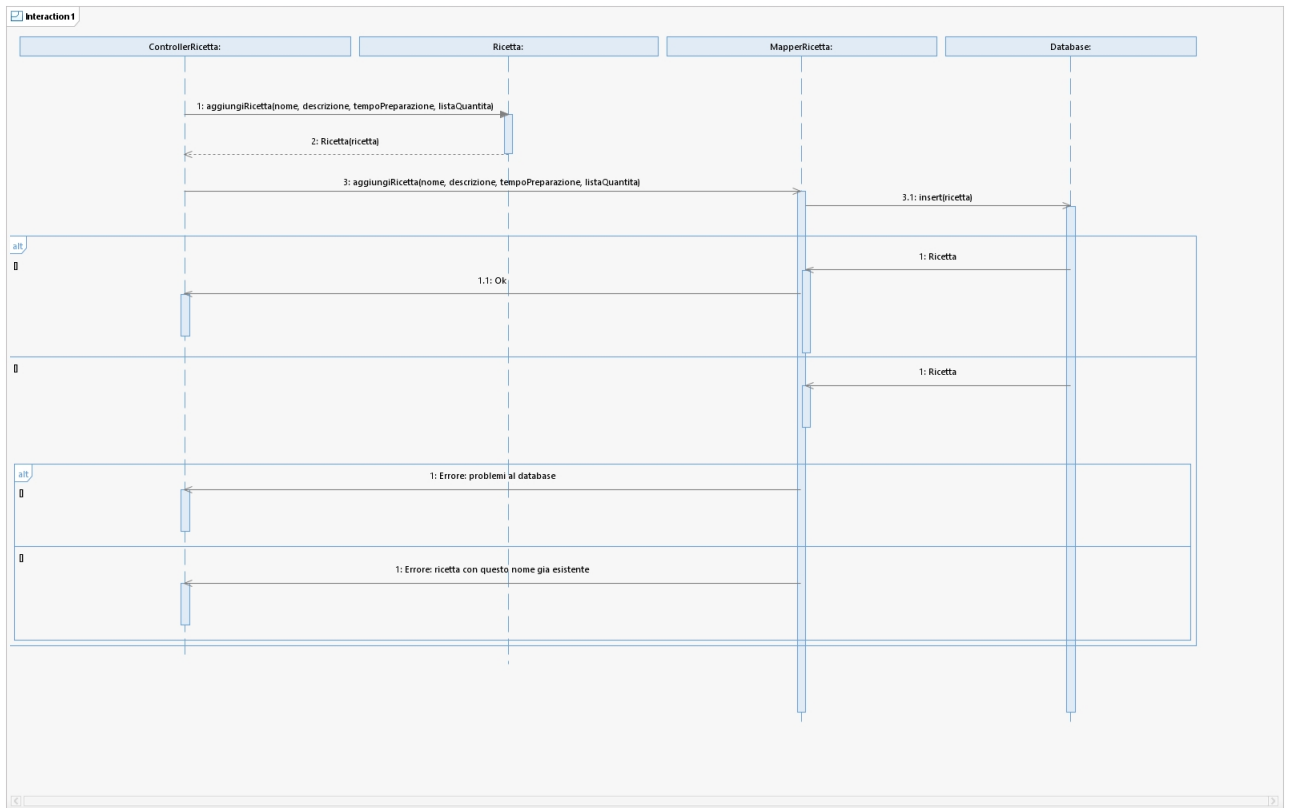 Interaction1
ControllerRicetta:
Ricetta:
MapperRicetta:
Database:
1: aggiungiRicetta(nome, descrizione, tempoPreparazione, listaQuantita)
2: Ricetta(ricetta)
3: aggiungiRicetta(nome, descrizione, tempoPreparazione, listaQuantita)
3.1: insert(ricetta)
alt
[]
1: Ricetta
1.1: Ok
[]
1: Ricetta
alt
1: Errore: problemi al database
[]
[]
1: Errore: ricetta con questo nome gia esistente